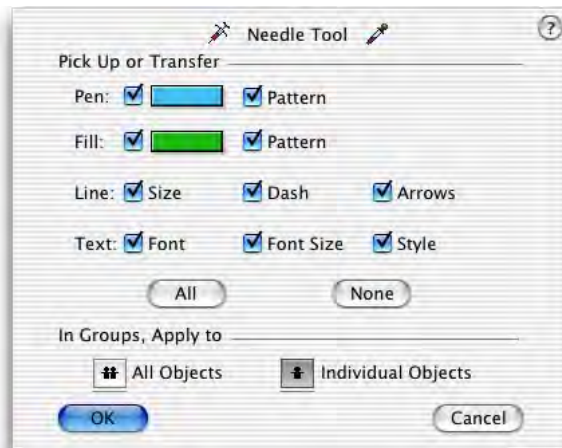 Needle Tool ?
Pick Up or Transfer
Pen: Pattern
Fill: Pattern
Line: Size Dash Arrows
Text: Font Font Size Style
All None
In Groups, Apply to
All Objects Individual Objects
OK Cancel